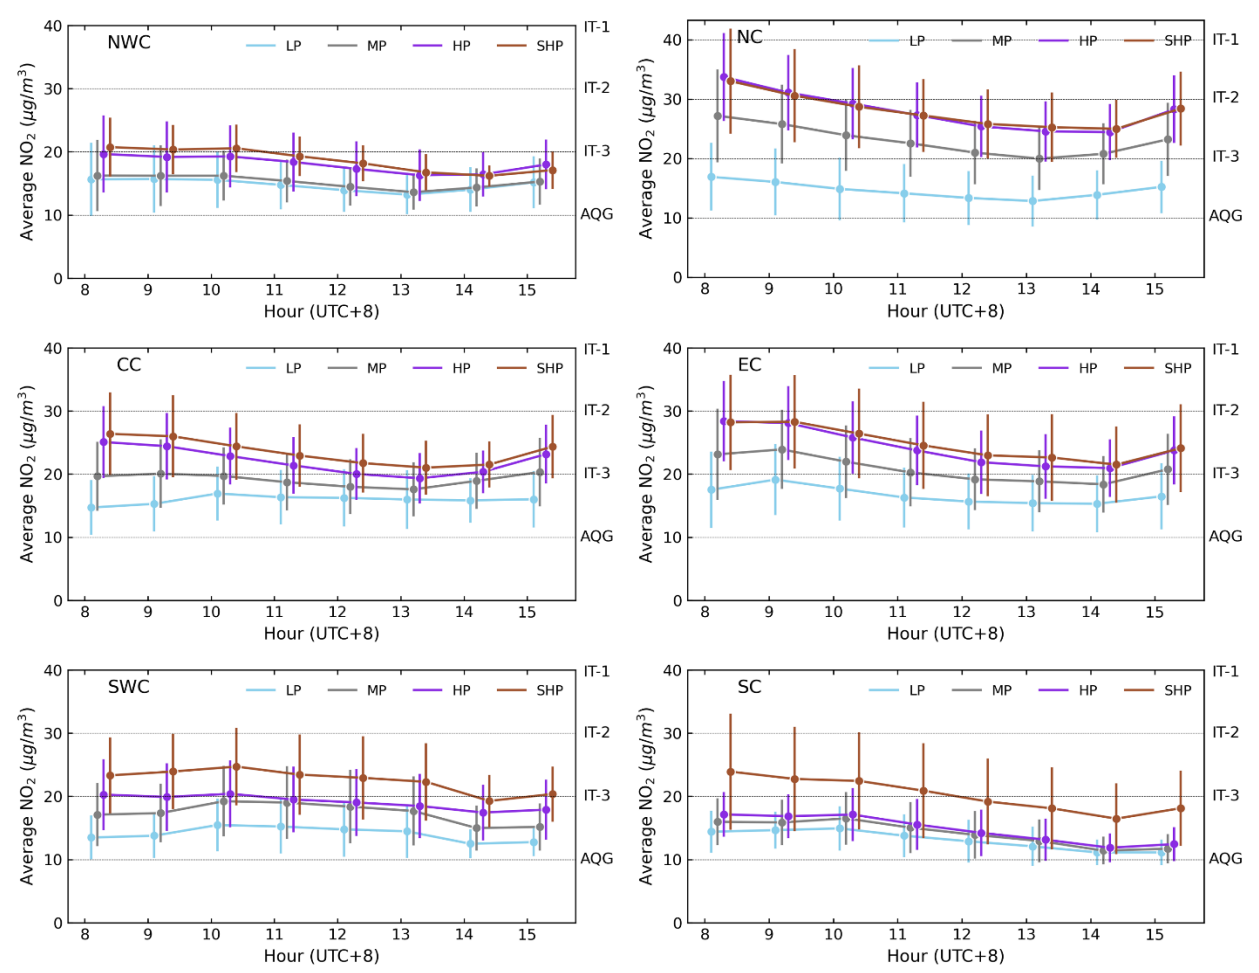 NWC
LP MP HP SHP
40 30 20 10 0
IT-1 IT-2 IT-3 AQG
Average NO₂ (μg/m³)
8 9 10 11 12 13 14 15
Hour (UTC+8)
NC
LP MP HP SHP
40 30 20 10 0
IT-1 IT-2 IT-3 AQG
Average NO₂ (μg/m³)
8 9 10 11 12 13 14 15
Hour (UTC+8)
CC
LP MP HP SHP
40 30 20 10 0
IT-1 IT-2 IT-3 AQG
Average NO₂ (μg/m³)
8 9 10 11 12 13 14 15
Hour (UTC+8)
EC
LP MP HP SHP
40 30 20 10 0
IT-1 IT-2 IT-3 AQG
Average NO₂ (μg/m³)
8 9 10 11 12 13 14 15
Hour (UTC+8)
SWC
LP MP HP SHP
40 30 20 10 0
IT-1 IT-2 IT-3 AQG
Average NO₂ (μg/m³)
8 9 10 11 12 13 14 15
Hour (UTC+8)
SC
LP MP HP SHP
40 30 20 10 0
IT-1 IT-2 IT-3 AQG
Average NO₂ (μg/m³)
8 9 10 11 12 13 14 15
Hour (UTC+8)